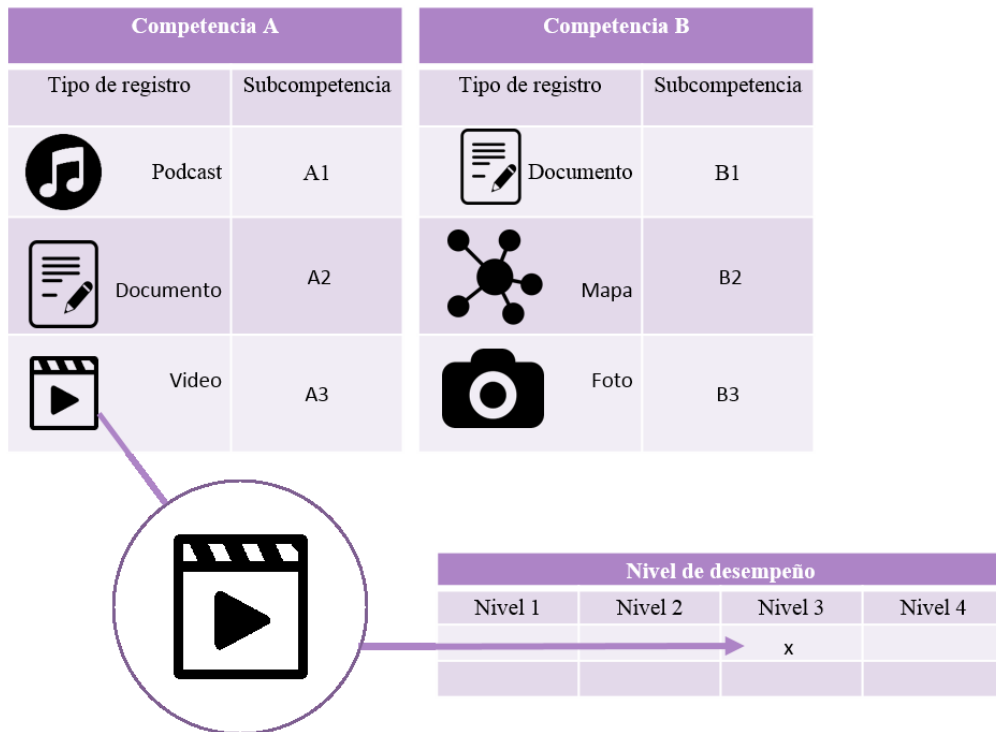 Competencia A
Tipo de registro Subcompetencia
Podcast A1
Documento A2
Video A3
Competencia B
Tipo de registro Subcompetencia
Documento B1
Mapa B2
Foto B3
Nivel de desempeño
Nivel 1 Nivel 2 Nivel 3 Nivel 4
x